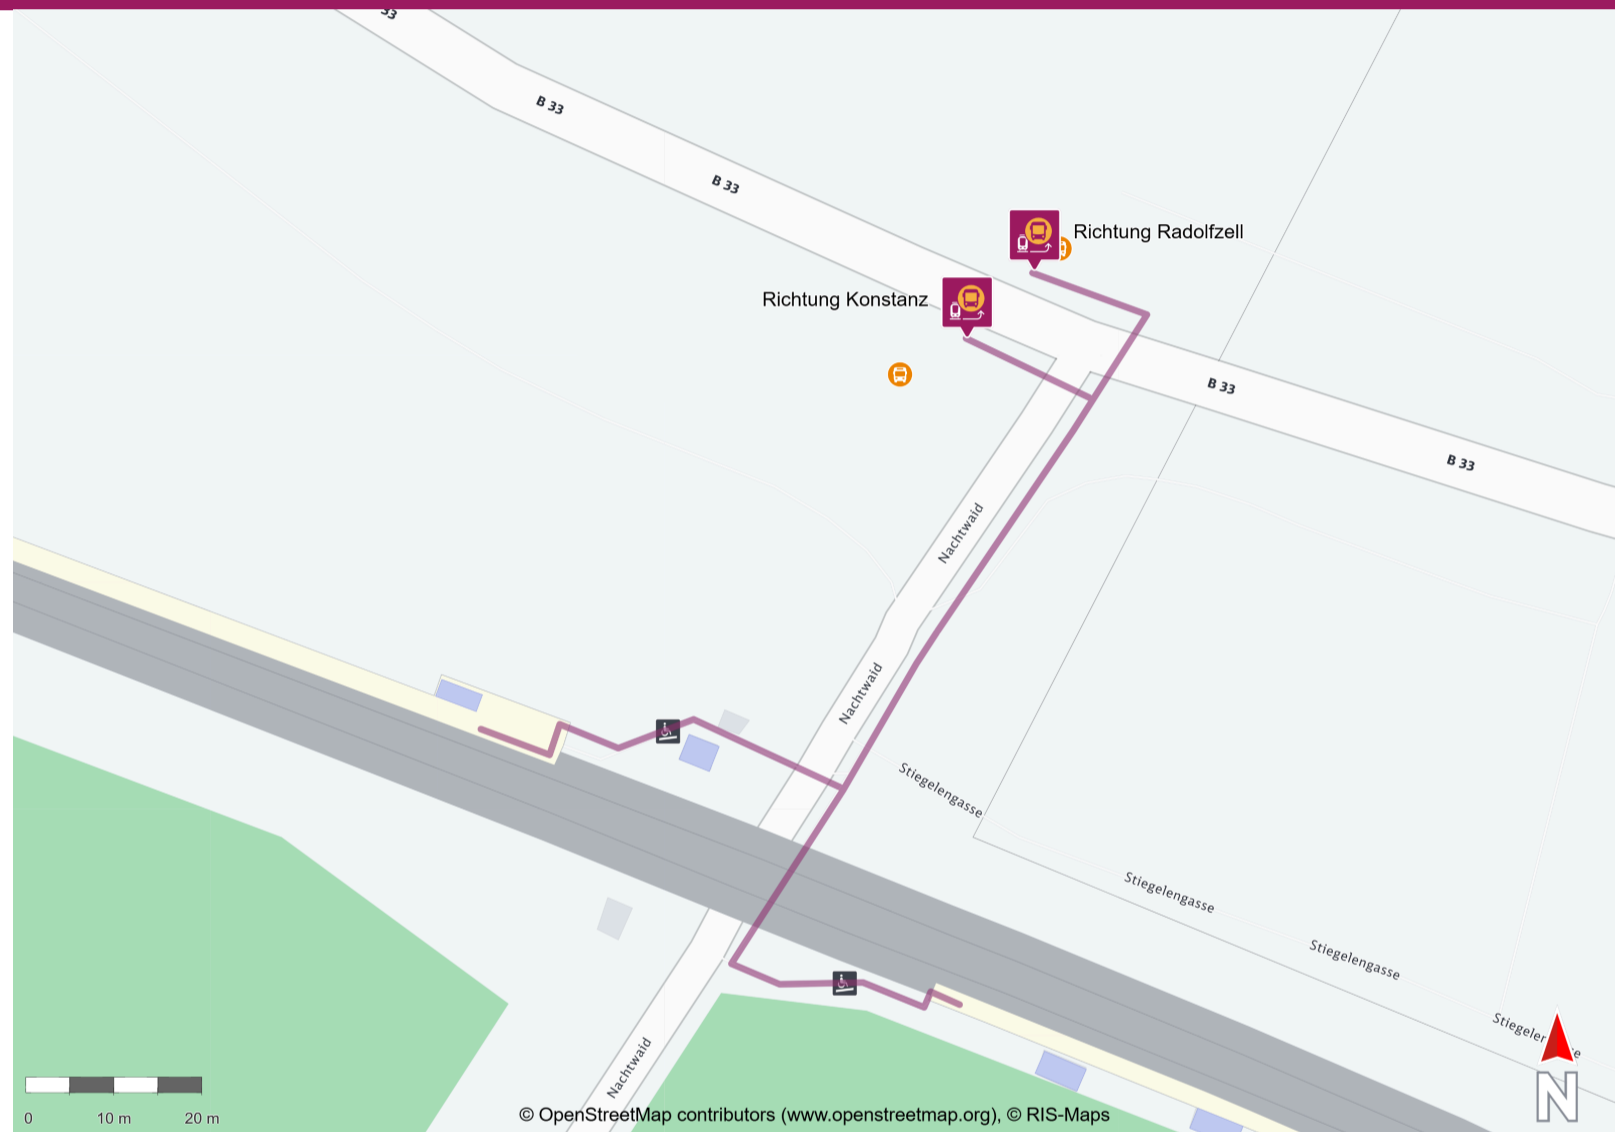 33
B 33
B 33
Richtung Radolfzell
Richtung Konstanz
B 33
B 33
Nachtwaid
Nachtwaid
Stiegelengasse
Stiegelengasse
Stiegelengasse
Nachtwaid
0 10 m 20 m
© OpenStreetMap contributors (www.openstreetmap.org), © RIS-Maps
N